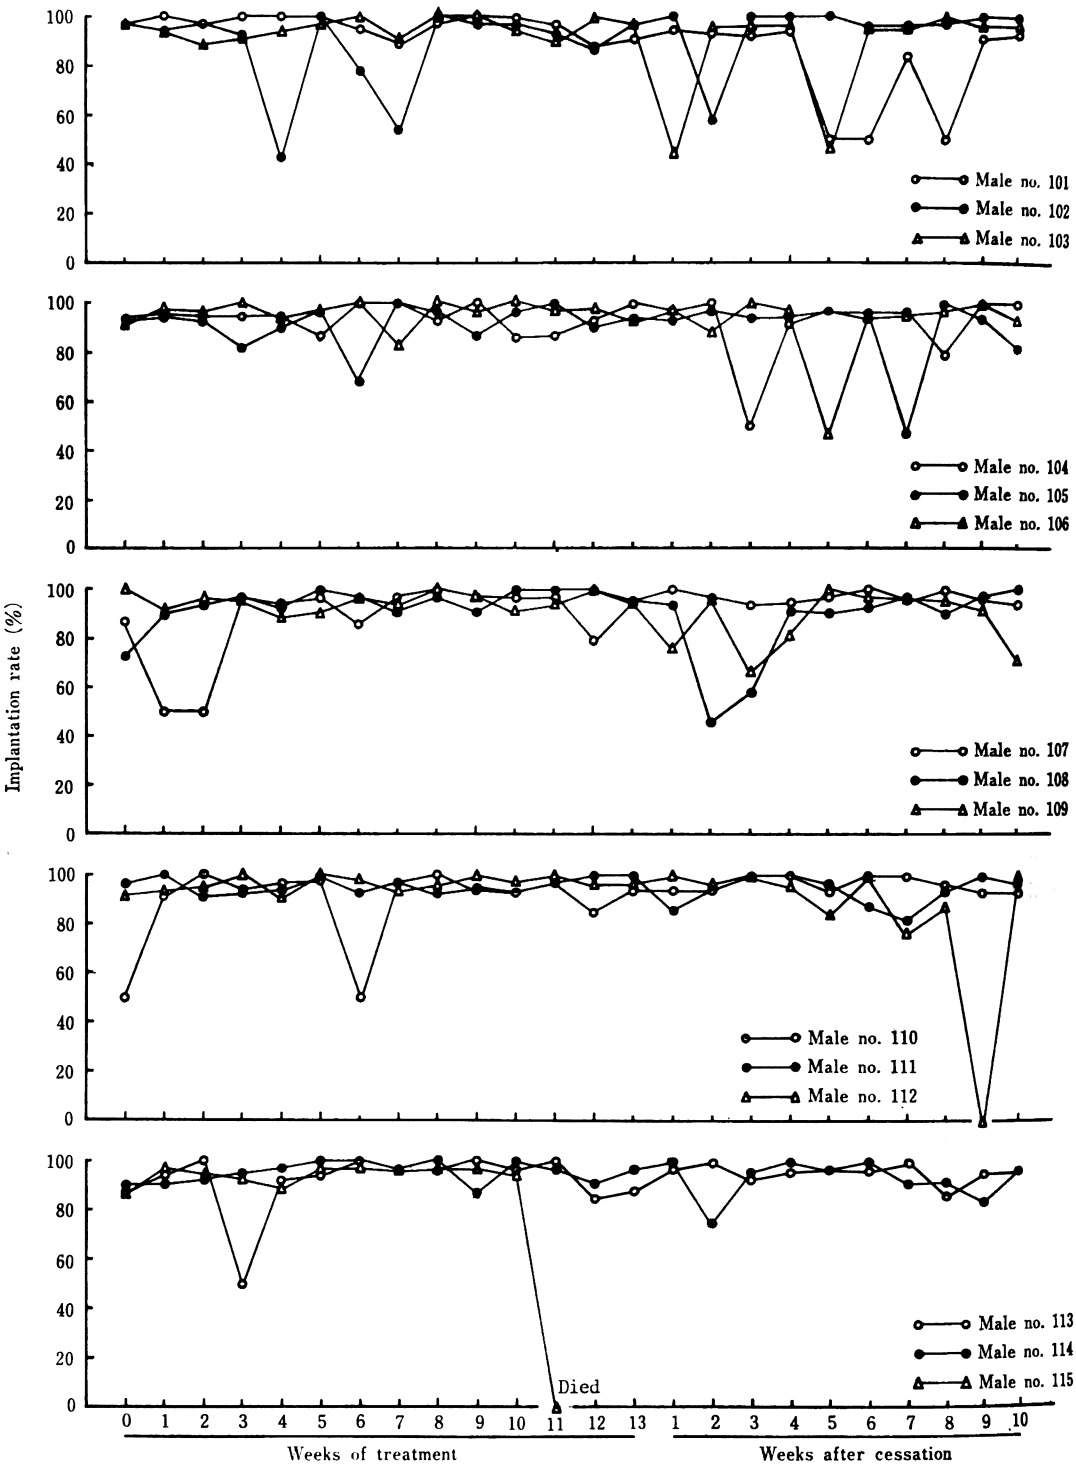 100
80
60
40
20
0
Male no. 101
Male no. 102
Male no. 103
100
80
60
40
20
0
Male no. 104
Male no. 105
Male no. 106
Implantation rate (%)
100
80
60
40
20
0
Male no. 107
Male no. 108
Male no. 109
100
80
60
40
20
0
Male no. 110
Male no. 111
Male no. 112
100
80
60
40
20
0
Male no. 113
Male no. 114
Male no. 115
Died
0 1 2 3 4 5 6 7 8 9 10 11 12 13 1 2 3 4 5 6 7 8 9 10
Weeks of treatment Weeks after cessation